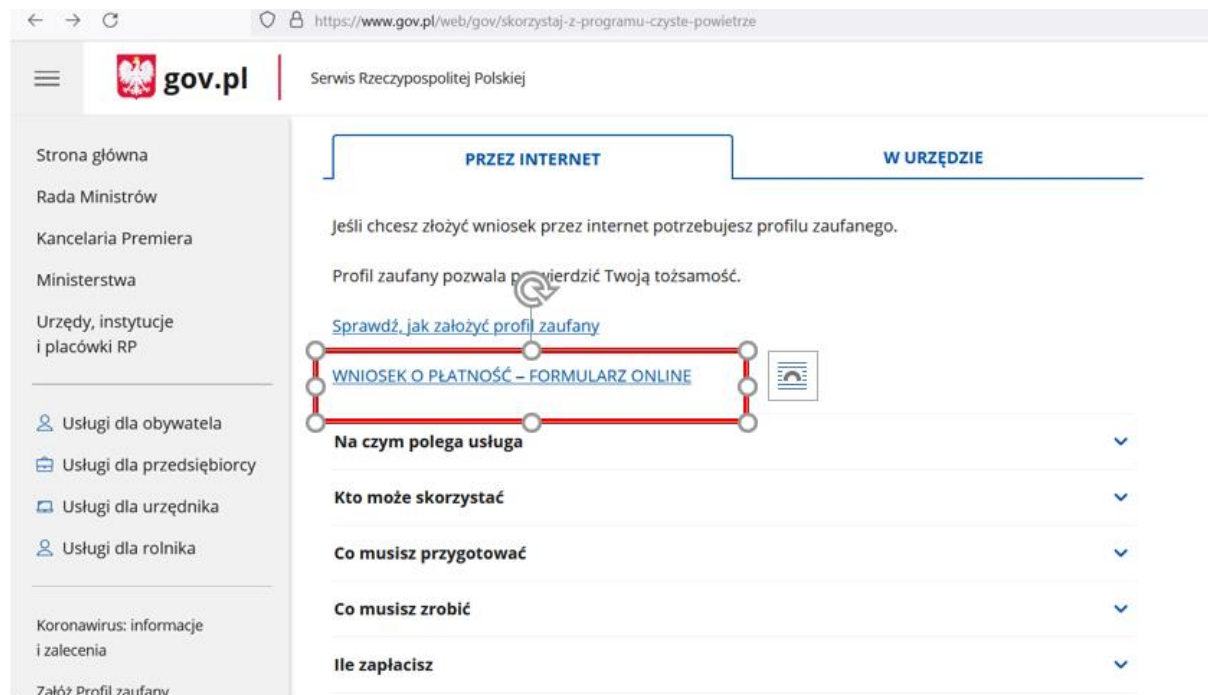 https://www.gov.pl/web/gov/skorzystaj-z-programu-czyste-powietrze
gov.pl
Serwis Rzeczypospolitej Polskiej
Strona główna
Rada Ministrów
Kancelaria Premiera
Ministerstwa
Urzędy, instytucje
i placówki RP
Usługi dla obywatela
Usługi dla przedsiębiorcy
Usługi dla urzędnika
Usługi dla rolnika
Koronawirus: informacje
i zalecenia
Załóż Profil zaufany
PRZEZ INTERNET
W URZĘDZIE
Jeśli chcesz złożyć wniosek przez internet potrzebujesz profilu zaufanego.
Profil zaufany pozwala potwierdzić Twoją tożsamość.
Sprawdź, jak założyć profil zaufany
WNIOSEK O PŁATNOŚĆ – FORMULARZ ONLINE
Na czym polega usługa
Kto może skorzystać
Co musisz przygotować
Co musisz zrobić
Ile zapłacisz